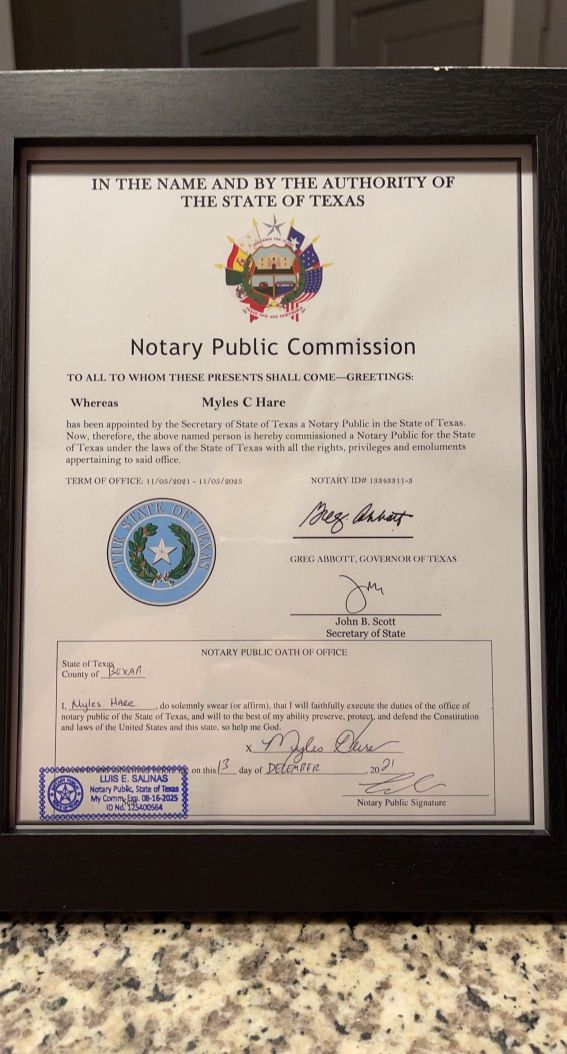 IN THE NAME AND BY THE AUTHORITY OF
THE STATE OF TEXAS
Notary Public Commission
TO ALL TO WHOM THESE PRESENTS SHALL COME—GREETINGS:
Whereas Myles C Hare
has been appointed by the Secretary of State of Texas a Notary Public in the State of Texas.
Now, therefore, the above named person is hereby commissioned a Notary Public for the State
of Texas under the laws of the State of Texas with all the rights, privileges and emoluments
appertaining to said office.
TERM OF OFFICE: 11/05/2021 - 11/05/2025 NOTARY ID# 13343311-3
THE STATE OF TEXAS
Greg Abbott
GREG ABBOTT, GOVERNOR OF TEXAS
John B. Scott
Secretary of State
NOTARY PUBLIC OATH OF OFFICE
State of Texas
County of BEXAR
I, Myles Hare, do solemnly swear (or affirm), that I will faithfully execute the duties of the office of
notary public of the State of Texas, and will to the best of my ability preserve, protect, and defend the Constitution
and laws of the United States and this state, so help me God.
x Myles Hare
on this 13 day of DECEMBER, 2021
LUIS E. SALINAS
Notary Public, State of Texas
My Comm. Exp. 08-16-2025
ID No. 125400564
Notary Public Signature